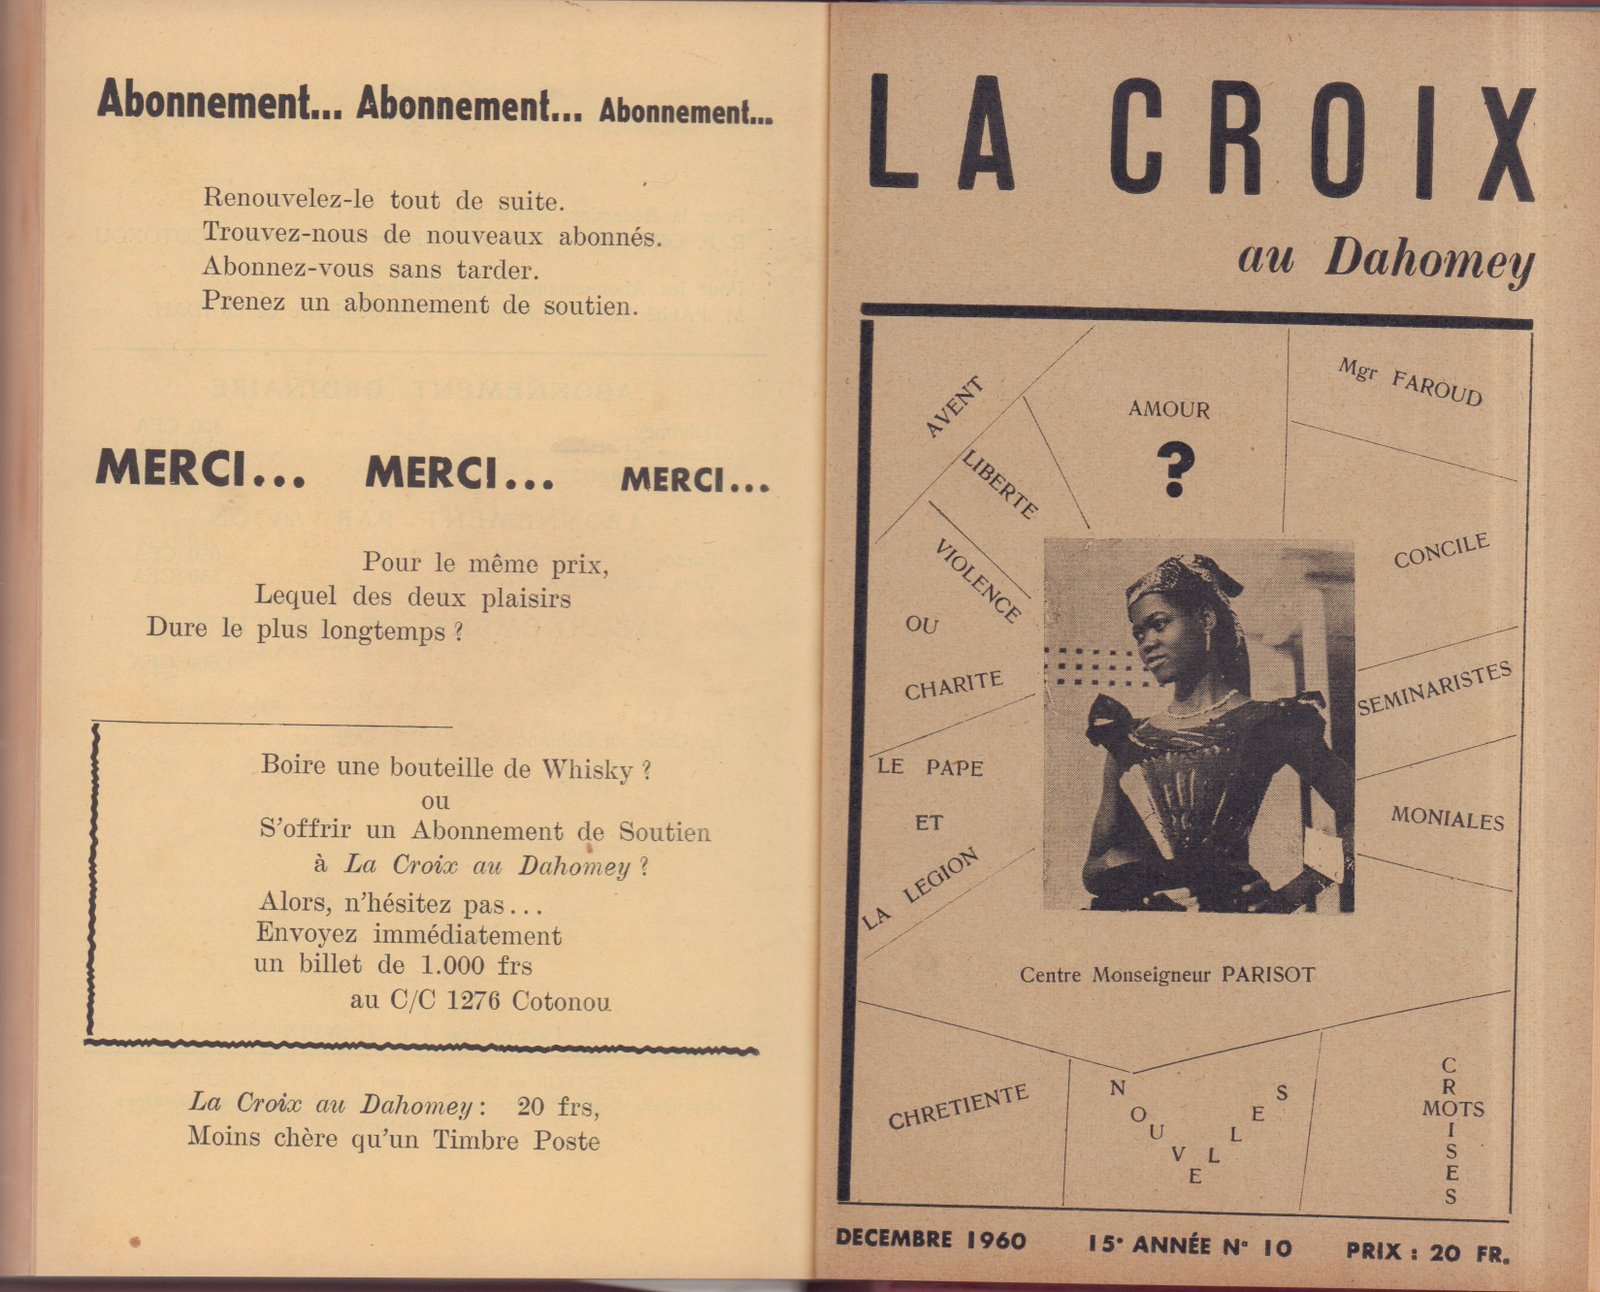 Abonnement... Abonnement... Abonnement...
Renouvelez-le tout de suite.
Trouvez-nous de nouveaux abonnés.
Abonnez-vous sans tarder.
Prenez un abonnement de soutien.
MERCI... MERCI... MERCI...
Pour le même prix,
Lequel des deux plaisirs
Dure le plus longtemps ?
Boire une bouteille de Whisky ?
ou
S'offrir un Abonnement de Soutien
à La Croix au Dahomey ?
Alors, n'hésitez pas...
Envoyez immédiatement
un billet de 1.000 frs
au C/C 1276 Cotonou
La Croix au Dahomey : 20 frs,
Moins chère qu'un Timbre Poste
LA CROIX
au Dahomey
AVENT
LIBERTE
AMOUR
?
Mgr FAROUD
VIOLENCE
OU
CHARITE
CONCILE
SEMINARISTES
LE PAPE
ET
LA LEGION
MONIALES
Centre Monseigneur PARISOT
CHRETIENTE
NOUVELLES
MOTS
CROISES
DECEMBRE 1960 15e ANNÉE N° 10 PRIX : 20 FR.